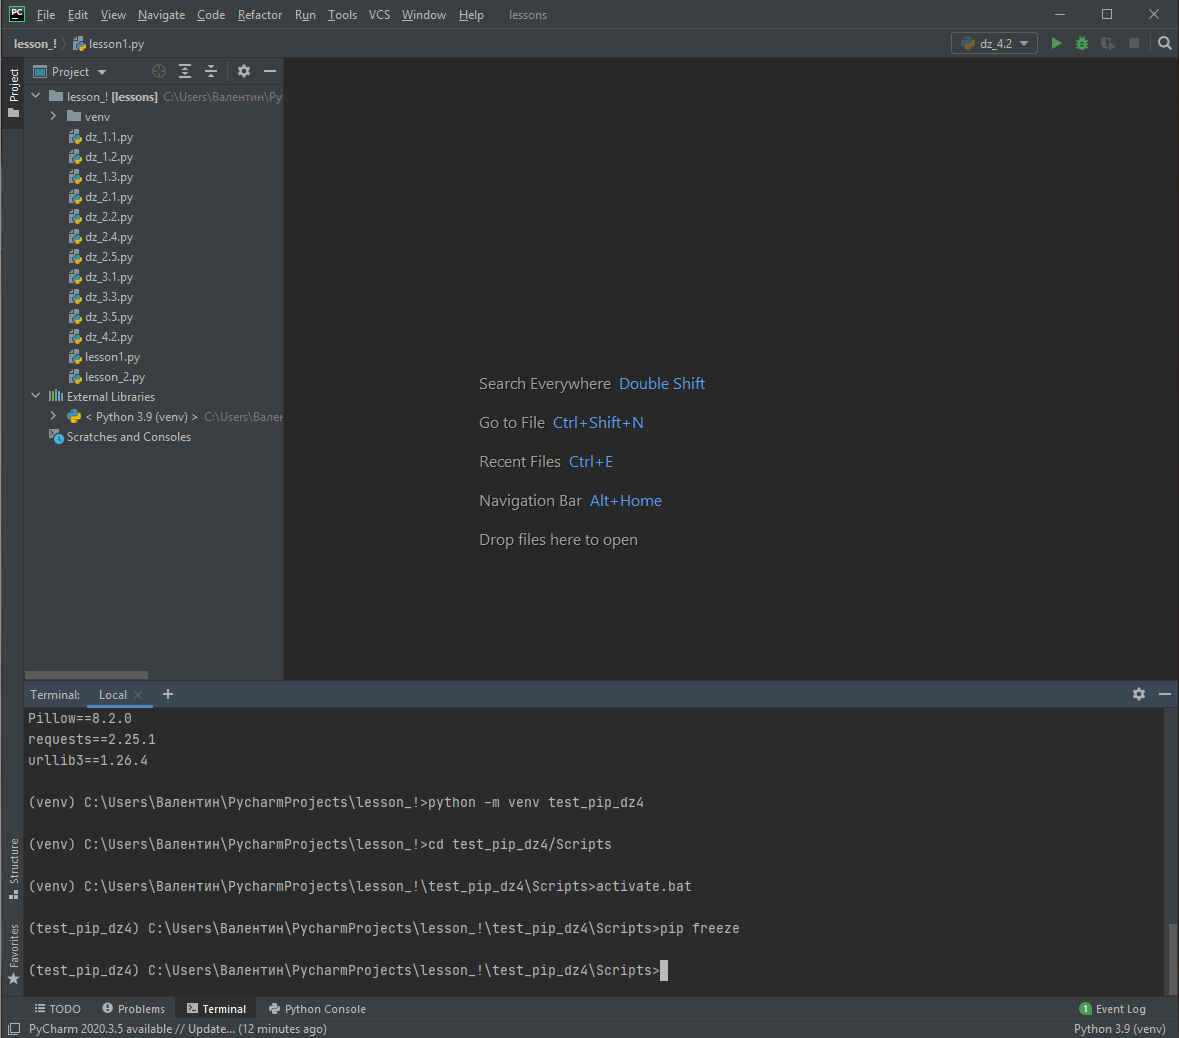 PC File Edit View Navigate Code Refactor Run Tools VCS Window Help lessons
lesson_! lesson1.py dz_4.2
Project
Project
lesson_! [lessons] C:\Users\Валентин\Py
venv
dz_1.1.py
dz_1.2.py
dz_1.3.py
dz_2.1.py
dz_2.2.py
dz_2.4.py
dz_2.5.py
dz_3.1.py
dz_3.3.py
dz_3.5.py
dz_4.2.py
lesson1.py
lesson_2.py
External Libraries
< Python 3.9 (venv) > C:\Users\Вален
Scratches and Consoles
Search Everywhere Double Shift
Go to File Ctrl+Shift+N
Recent Files Ctrl+E
Navigation Bar Alt+Home
Drop files here to open
Terminal: Local
Pillow==8.2.0
requests==2.25.1
urllib3==1.26.4
(venv) C:\Users\Валентин\PycharmProjects\lesson_!>python -m venv test_pip_dz4
(venv) C:\Users\Валентин\PycharmProjects\lesson_!>cd test_pip_dz4/Scripts
(venv) C:\Users\Валентин\PycharmProjects\lesson_!\test_pip_dz4\Scripts>activate.bat
(test_pip_dz4) C:\Users\Валентин\PycharmProjects\lesson_!\test_pip_dz4\Scripts>pip freeze
(test_pip_dz4) C:\Users\Валентин\PycharmProjects\lesson_!\test_pip_dz4\Scripts>
Structure
Favorites
TODO Problems Terminal Python Console 1 Event Log
PyCharm 2020.3.5 available // Update... (12 minutes ago) Python 3.9 (venv)